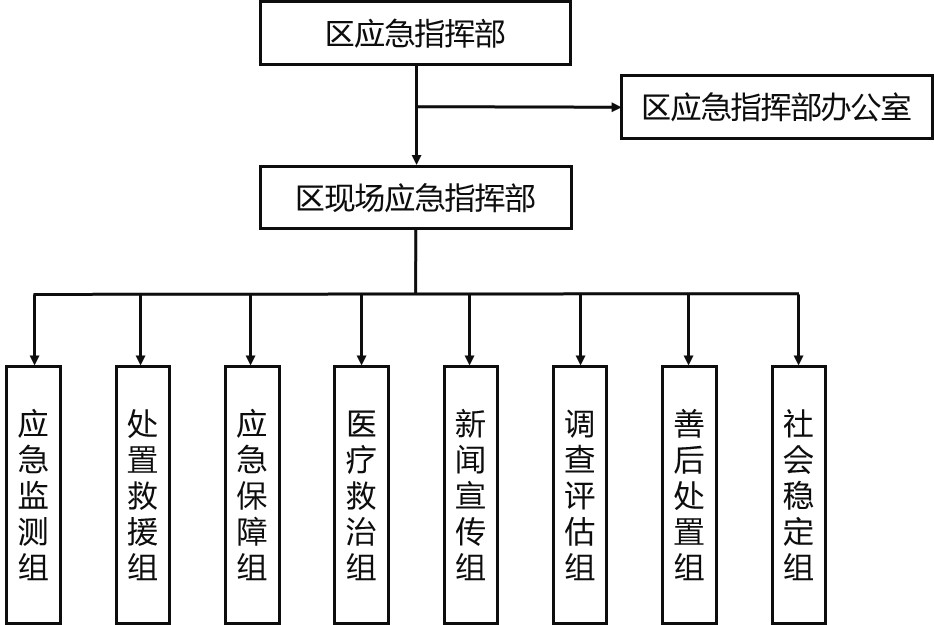 区应急指挥部
区应急指挥部办公室
区现场应急指挥部
应急监测组
处置救援组
应急保障组
医疗救治组
新闻宣传组
调查评估组
善后处置组
社会稳定组